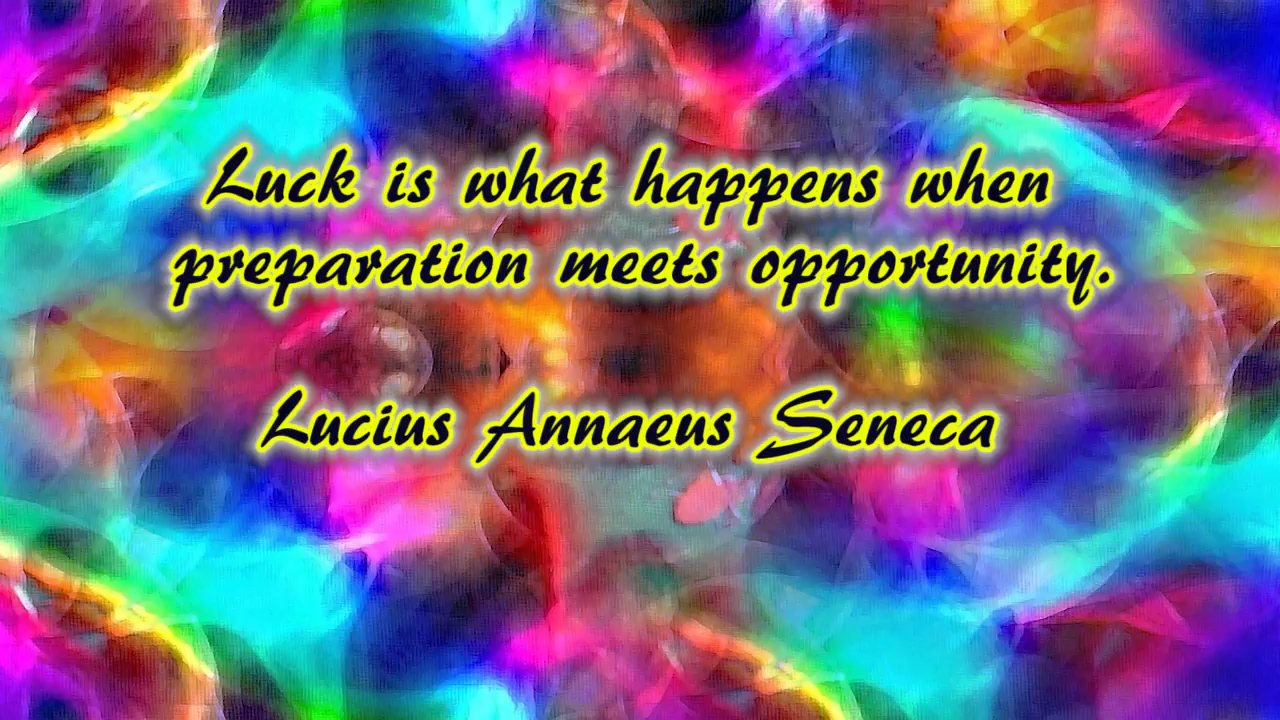 Luck is what happens when
preparation meets opportunity.
Lucius Annaeus Seneca